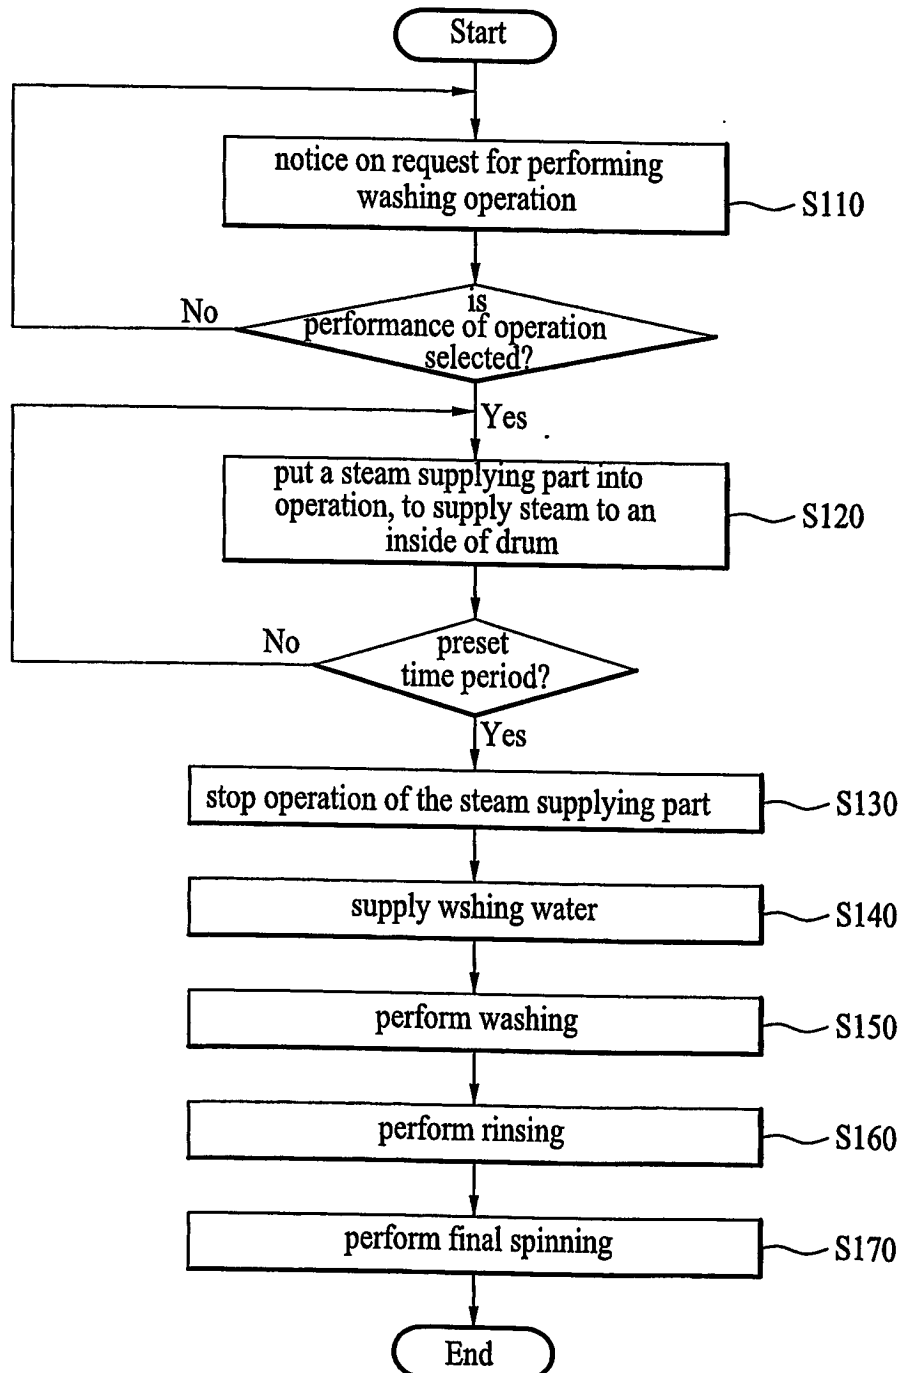 Start
notice on request for performing
washing operation
S110
is
performance of operation
selected?
No
Yes
put a steam supplying part into
operation, to supply steam to an
inside of drum
S120
preset
time period?
No
Yes
stop operation of the steam supplying part
S130
supply wshing water
S140
perform washing
S150
perform rinsing
S160
perform final spinning
S170
End